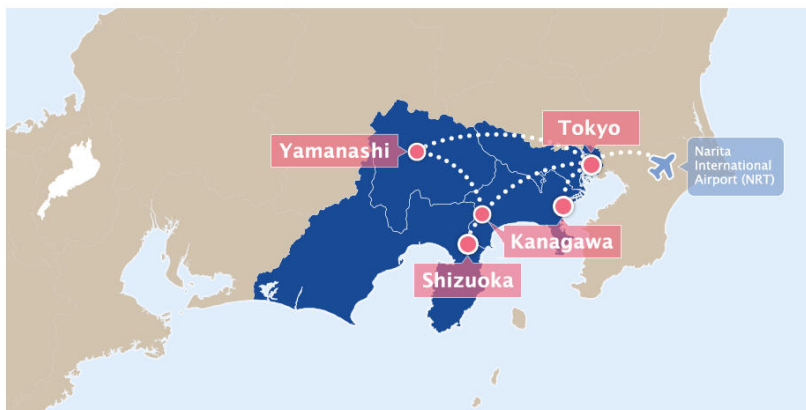 Tokyo
Yamanashi
Narita
International
Airport (NRT)
Kanagawa
Shizuoka